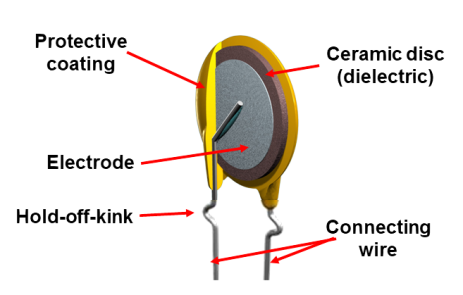 Protective
coating
Ceramic disc
(dielectric)
Electrode
Hold-off-kink
Connecting
wire